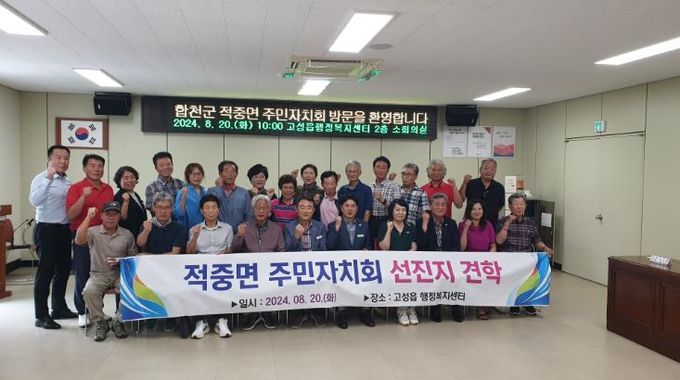 합천군 적중면 주민자치회 방문을 환영합니다
2024. 8. 20.(화) 10:00 고성읍행정복지센터 2층 소회의실
적중면 주민자치회 선진지 견학
▶일시 : 2024. 08. 20.(화) ▶장소 : 고성읍 행정복지센터